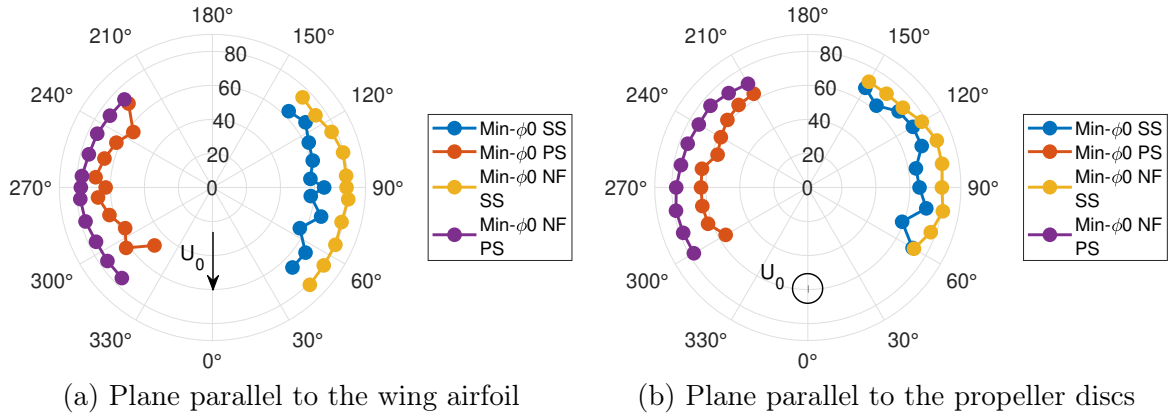 180°
210°
150°
80
240°
60
120°
40
20
270°
0
90°
U₀
300°
60°
330°
30°
0°
Min-ϕ0 SS
Min-ϕ0 PS
Min-ϕ0 NF
SS
Min-ϕ0 NF
PS
(a) Plane parallel to the wing airfoil
180°
210°
150°
80
240°
60
120°
40
20
270°
0
90°
U₀
300°
60°
330°
30°
0°
Min-ϕ0 SS
Min-ϕ0 PS
Min-ϕ0 NF
SS
Min-ϕ0 NF
PS
(b) Plane parallel to the propeller discs